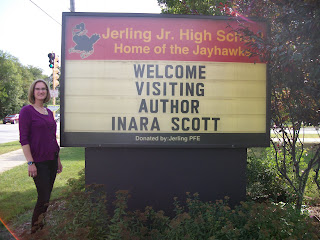 Jerling Jr. High School
Home of the Jayhawks
WELCOME
VISITING
AUTHOR
INARA SCOTT
Donated by: Jerling PFE